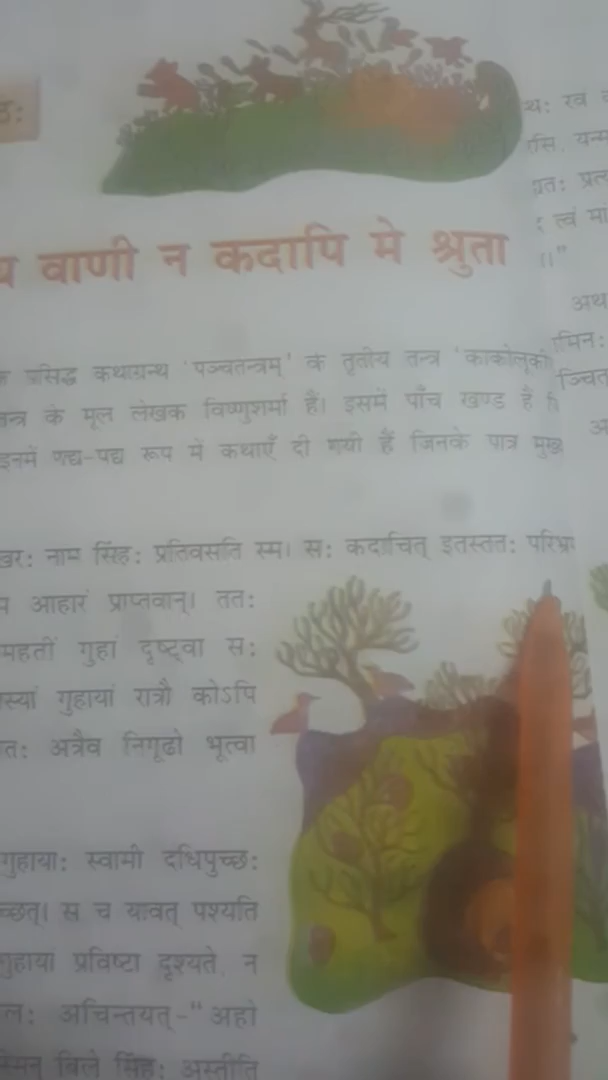 वाणी न कदापि मे श्रुता
प्रसिद्ध कथाग्रन्थ 'पञ्चतन्त्रम्' के तृतीय तन्त्र 'काकोलूकी
तन्त्र के मूल लेखक विष्णुशर्मा हैं। इसमें पाँच खण्ड हैं
इनमें गद्य-पद्य रूप में कथाएँ दी गयी हैं जिनके पात्र मुख्य
नाम सिंहः प्रतिवसति स्म। सः कदाचित् इतस्ततः परिभ्र
आहारं प्राप्तवान्। ततः
महतीं गुहां दृष्ट्वा सः
गुहायां रात्रौ कोऽपि
अत्रैव निगूढो भूत्वा
गुहायाः स्वामी दधिपुच्छः
च्छत्। स च यावत् पश्यति
गुहाया प्रविष्टा दृश्यते, न
अचिन्तयत्-"अहो
बिले सिंहः अस्तीति
त्वं मा
।।"
अथ